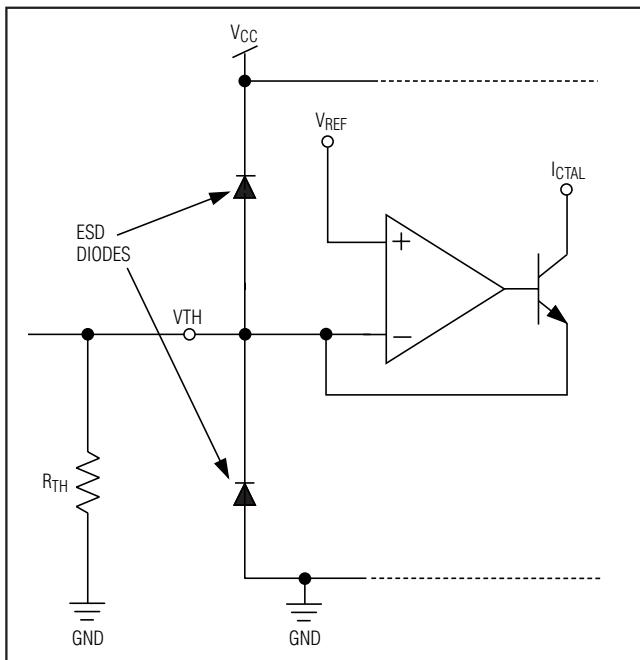 VCC
VREF
ICTAL
ESD
DIODES
+
VTH
−
RTH
GND
GND